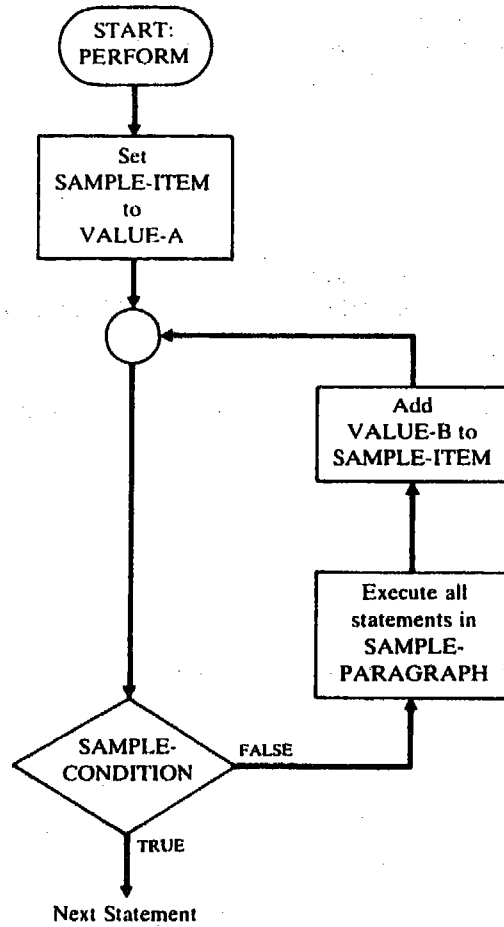 START:
PERFORM
Set
SAMPLE-ITEM
to
VALUE-A
Add
VALUE-B to
SAMPLE-ITEM
Execute all
statements in
SAMPLE-
PARAGRAPH
SAMPLE-
CONDITION
FALSE
TRUE
Next Statement